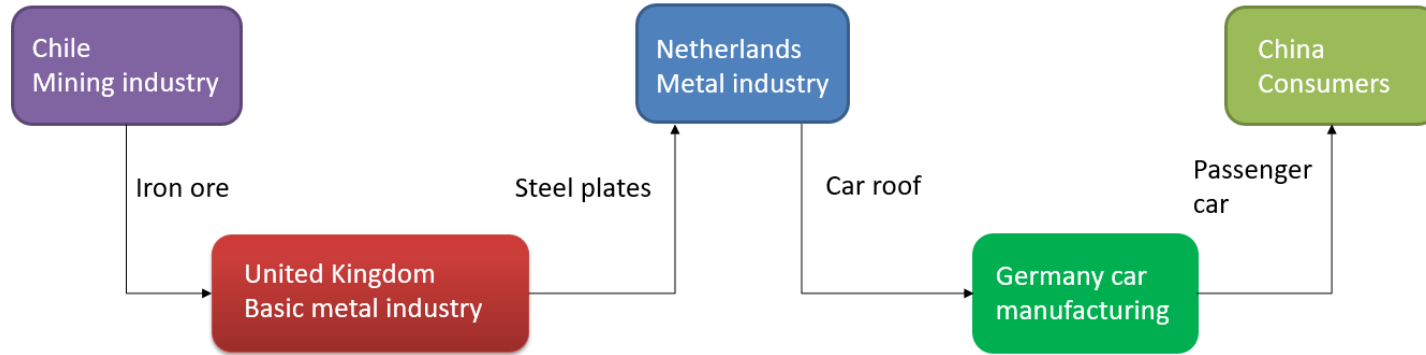 Chile
Mining industry
Iron ore
United Kingdom
Basic metal industry
Steel plates
Netherlands
Metal industry
Car roof
Germany car
manufacturing
Passenger
car
China
Consumers